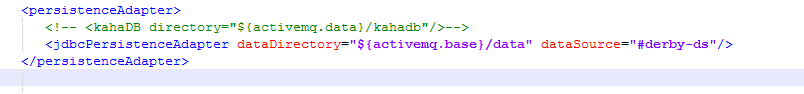 <persistenceAdapter>
<!-- <kahaDB directory="${activemq.data}/kahadb"/>-->
<jdbcPersistenceAdapter dataDirectory="${activemq.base}/data" dataSource="#derby-ds"/>
</persistenceAdapter>